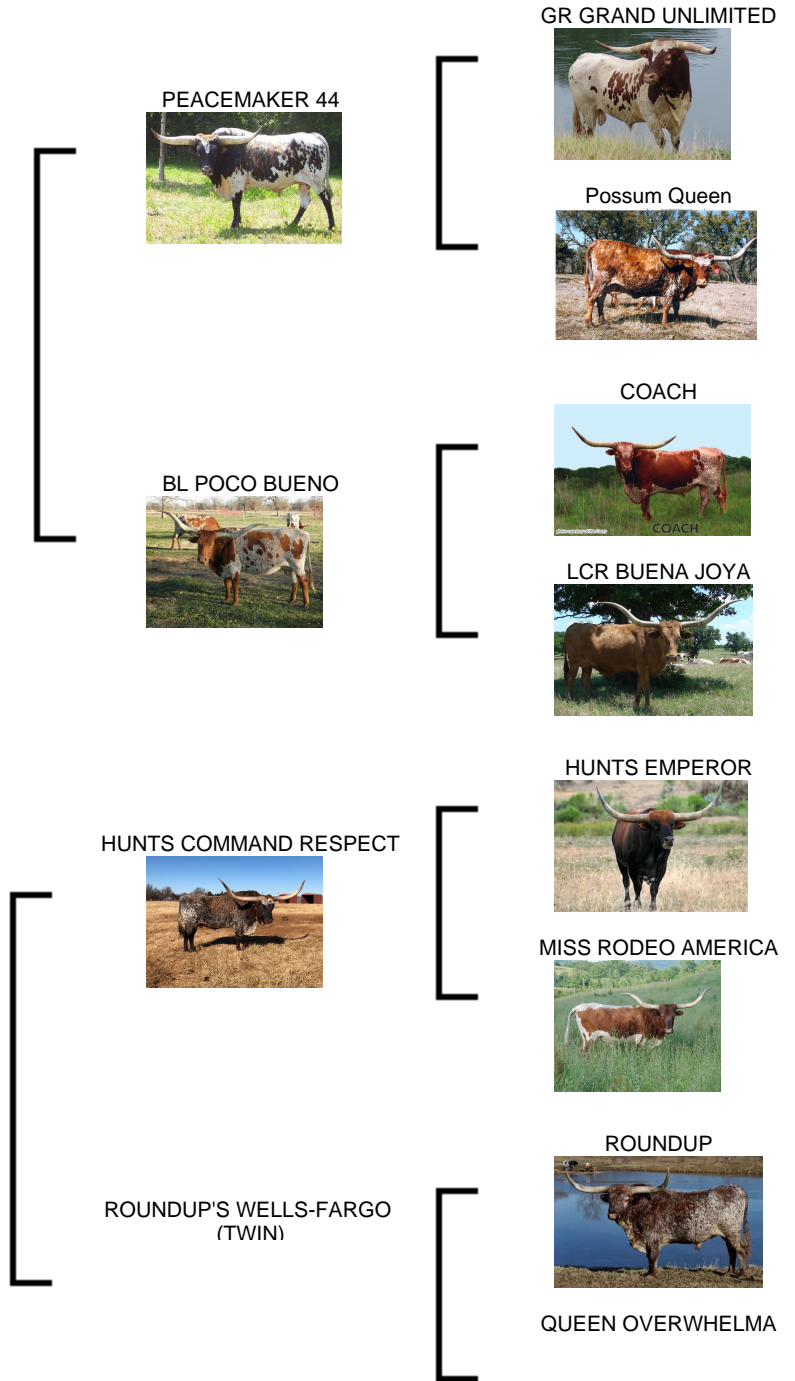 GR GRAND UNLIMITED
PEACEMAKER 44
Possum Queen
COACH
COACH
BL POCO BUENO
LCR BUENA JOYA
HUNTS EMPEROR
HUNTS COMMAND RESPECT
MISS RODEO AMERICA
ROUNDUP
ROUNDUP'S WELLS-FARGO
(TWIN)
QUEEN OVERWHELMA